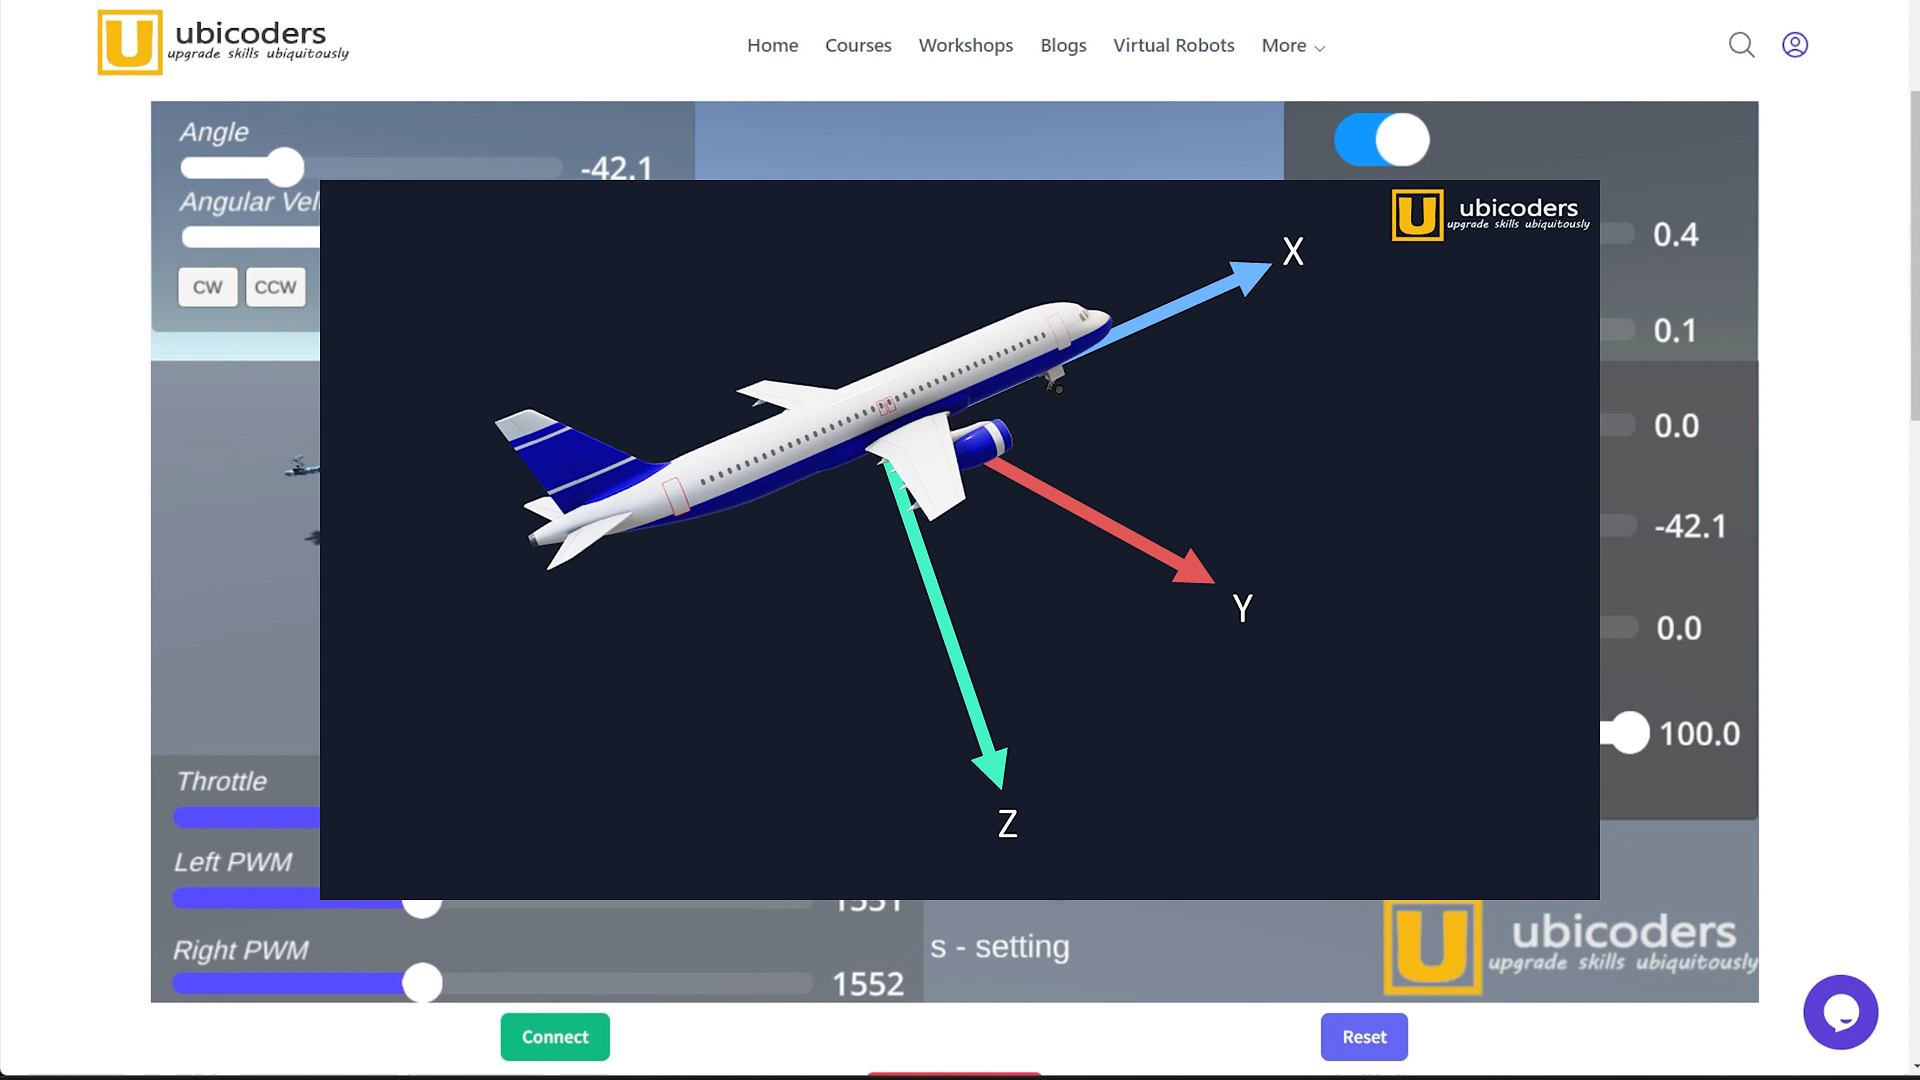 ubicoders
upgrade skills ubiquitously
Home Courses Workshops Blogs Virtual Robots More
Angle
-42.1
Angular Vel
CW CCW
ubicoders
upgrade skills ubiquitously
X
0.4
0.1
0.0
-42.1
Y
0.0
100.0
Throttle
Z
Left PWM
1551
Right PWM
1552
s - setting
ubicoders
upgrade skills ubiquitously
Connect
Reset